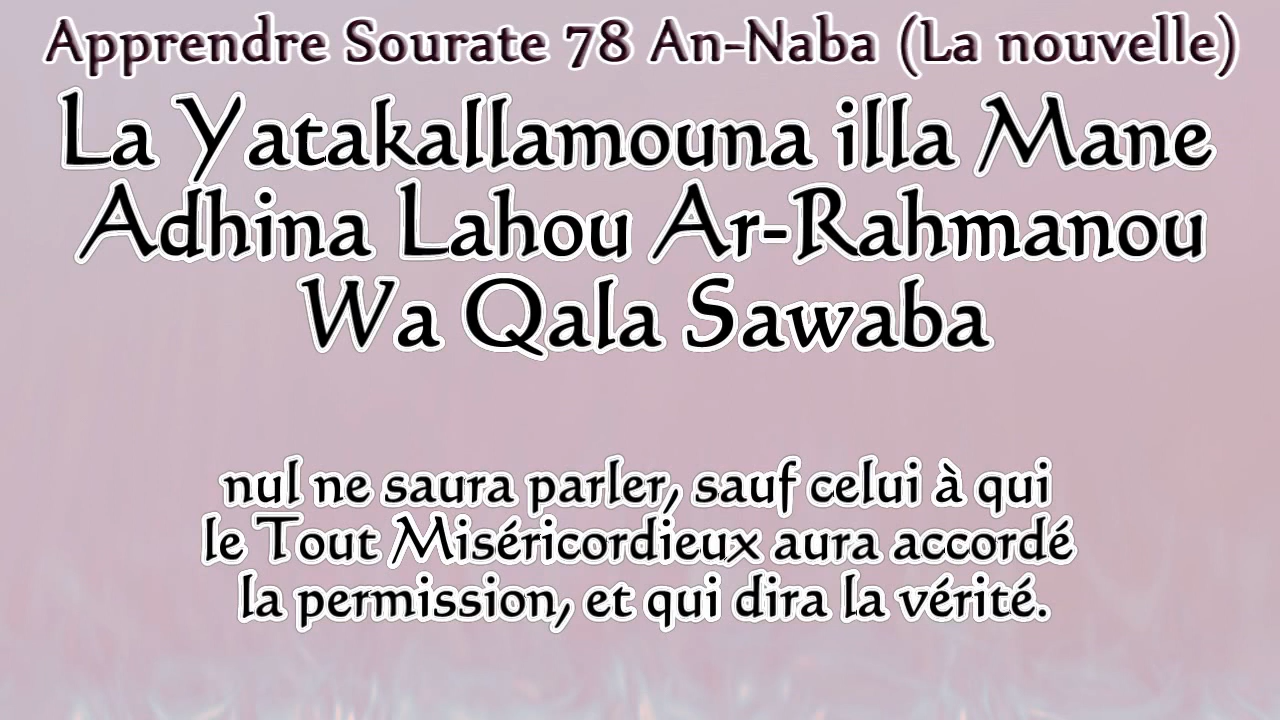 Apprendre Sourate 78 An-Naba (La nouvelle)
La Yatakallamouna illa Mane
Adhina Lahou Ar-Rahmanou
Wa Qala Sawaba
nul ne saura parler, sauf celui à qui
le Tout Miséricordieux aura accordé
la permission, et qui dira la vérité.